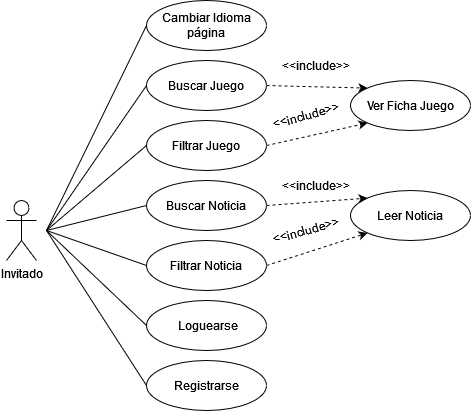 Cambiar Idioma
página
Buscar Juego
<<include>>
Ver Ficha Juego
<<include>>
Filtrar Juego
Buscar Noticia
<<include>>
Leer Noticia
<<include>>
Filtrar Noticia
Invitado
Loguearse
Registrarse